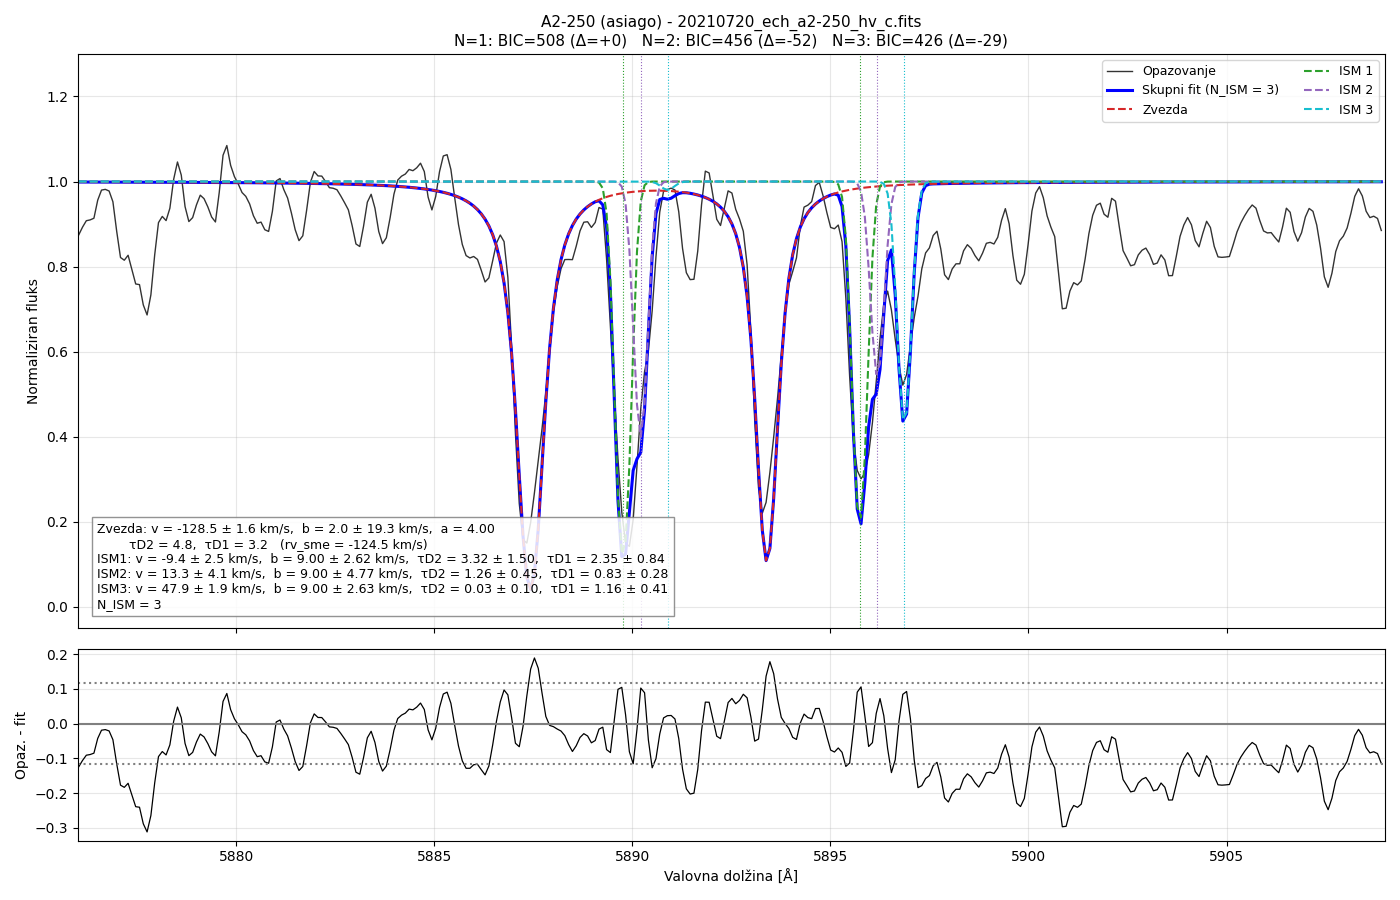 A2-250 (asiago) - 20210720_ech_a2-250_hv_c.fits
N=1: BIC=508 (Δ=+0)   N=2: BIC=456 (Δ=-52)   N=3: BIC=426 (Δ=-29)
Normaliziran fluks
1.2
1.0
0.8
0.6
0.4
0.2
0.0
Opazovanje
Skupni fit (N_ISM = 3)
Zvezda
ISM 1
ISM 2
ISM 3
Zvezda: v = -128.5 ± 1.6 km/s,  b = 2.0 ± 19.3 km/s,  a = 4.00
τD2 = 4.8,  τD1 = 3.2   (rv_sme = -124.5 km/s)
ISM1: v = -9.4 ± 2.5 km/s,  b = 9.00 ± 2.62 km/s,  τD2 = 3.32 ± 1.50,  τD1 = 2.35 ± 0.84
ISM2: v = 13.3 ± 4.1 km/s,  b = 9.00 ± 4.77 km/s,  τD2 = 1.26 ± 0.45,  τD1 = 0.83 ± 0.28
ISM3: v = 47.9 ± 1.9 km/s,  b = 9.00 ± 2.63 km/s,  τD2 = 0.03 ± 0.10,  τD1 = 1.16 ± 0.41
N_ISM = 3
Opaz. - fit
0.2
0.1
0.0
−0.1
−0.2
−0.3
5880
5885
5890
5895
5900
5905
Valovna dolžina [Å]